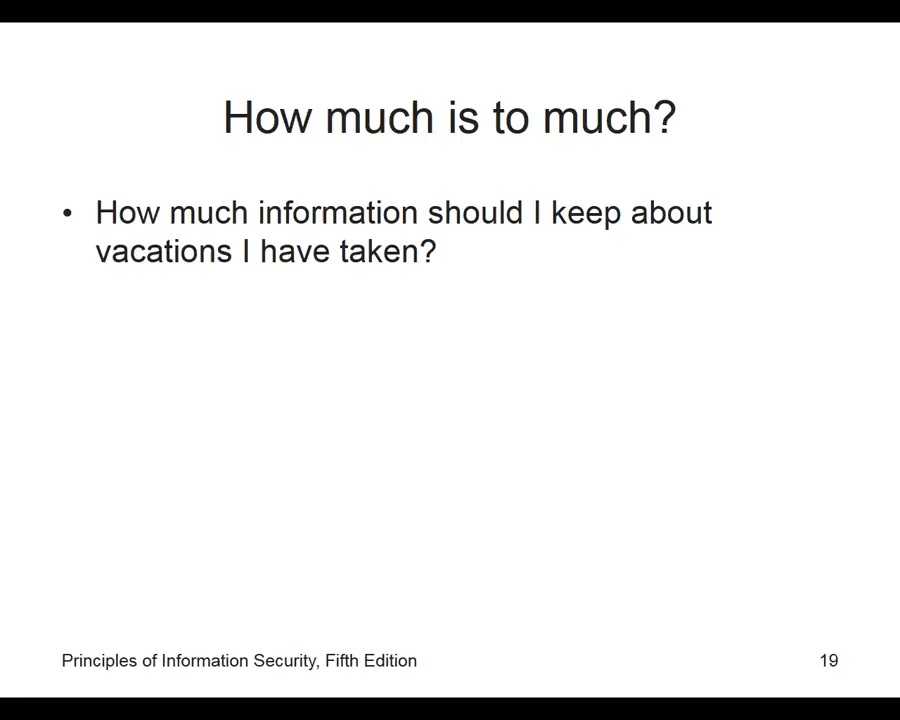 How much is to much?
• How much information should I keep about
vacations I have taken?
Principles of Information Security, Fifth Edition
19